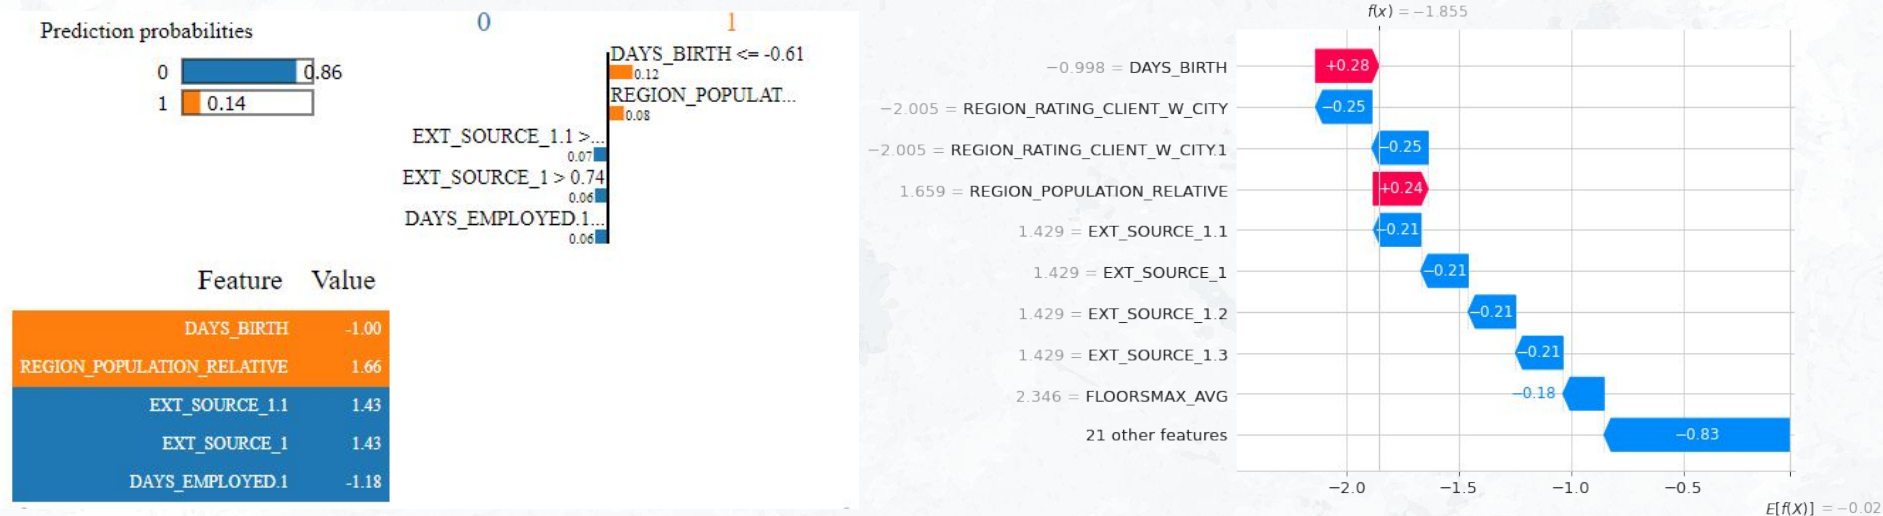 Prediction probabilities
0 0.86
1 0.14
0 1
DAYS_BIRTH <= -0.61
0.12
REGION_POPULAT...
0.08
EXT_SOURCE_1.1 >...
0.07
EXT_SOURCE_1 > 0.74
0.06
DAYS_EMPLOYED.1...
0.06
Feature Value
DAYS_BIRTH -1.00
REGION_POPULATION_RELATIVE 1.66
EXT_SOURCE_1.1 1.43
EXT_SOURCE_1 1.43
DAYS_EMPLOYED.1 -1.18
f(x) = −1.855
−0.998 = DAYS_BIRTH +0.28
−2.005 = REGION_RATING_CLIENT_W_CITY −0.25
−2.005 = REGION_RATING_CLIENT_W_CITY.1 −0.25
1.659 = REGION_POPULATION_RELATIVE +0.24
1.429 = EXT_SOURCE_1.1 −0.21
1.429 = EXT_SOURCE_1 −0.21
1.429 = EXT_SOURCE_1.2 −0.21
1.429 = EXT_SOURCE_1.3 −0.21
2.346 = FLOORSMAX_AVG −0.18
21 other features −0.83
−2.0 −1.5 −1.0 −0.5
E[f(X)] = −0.02